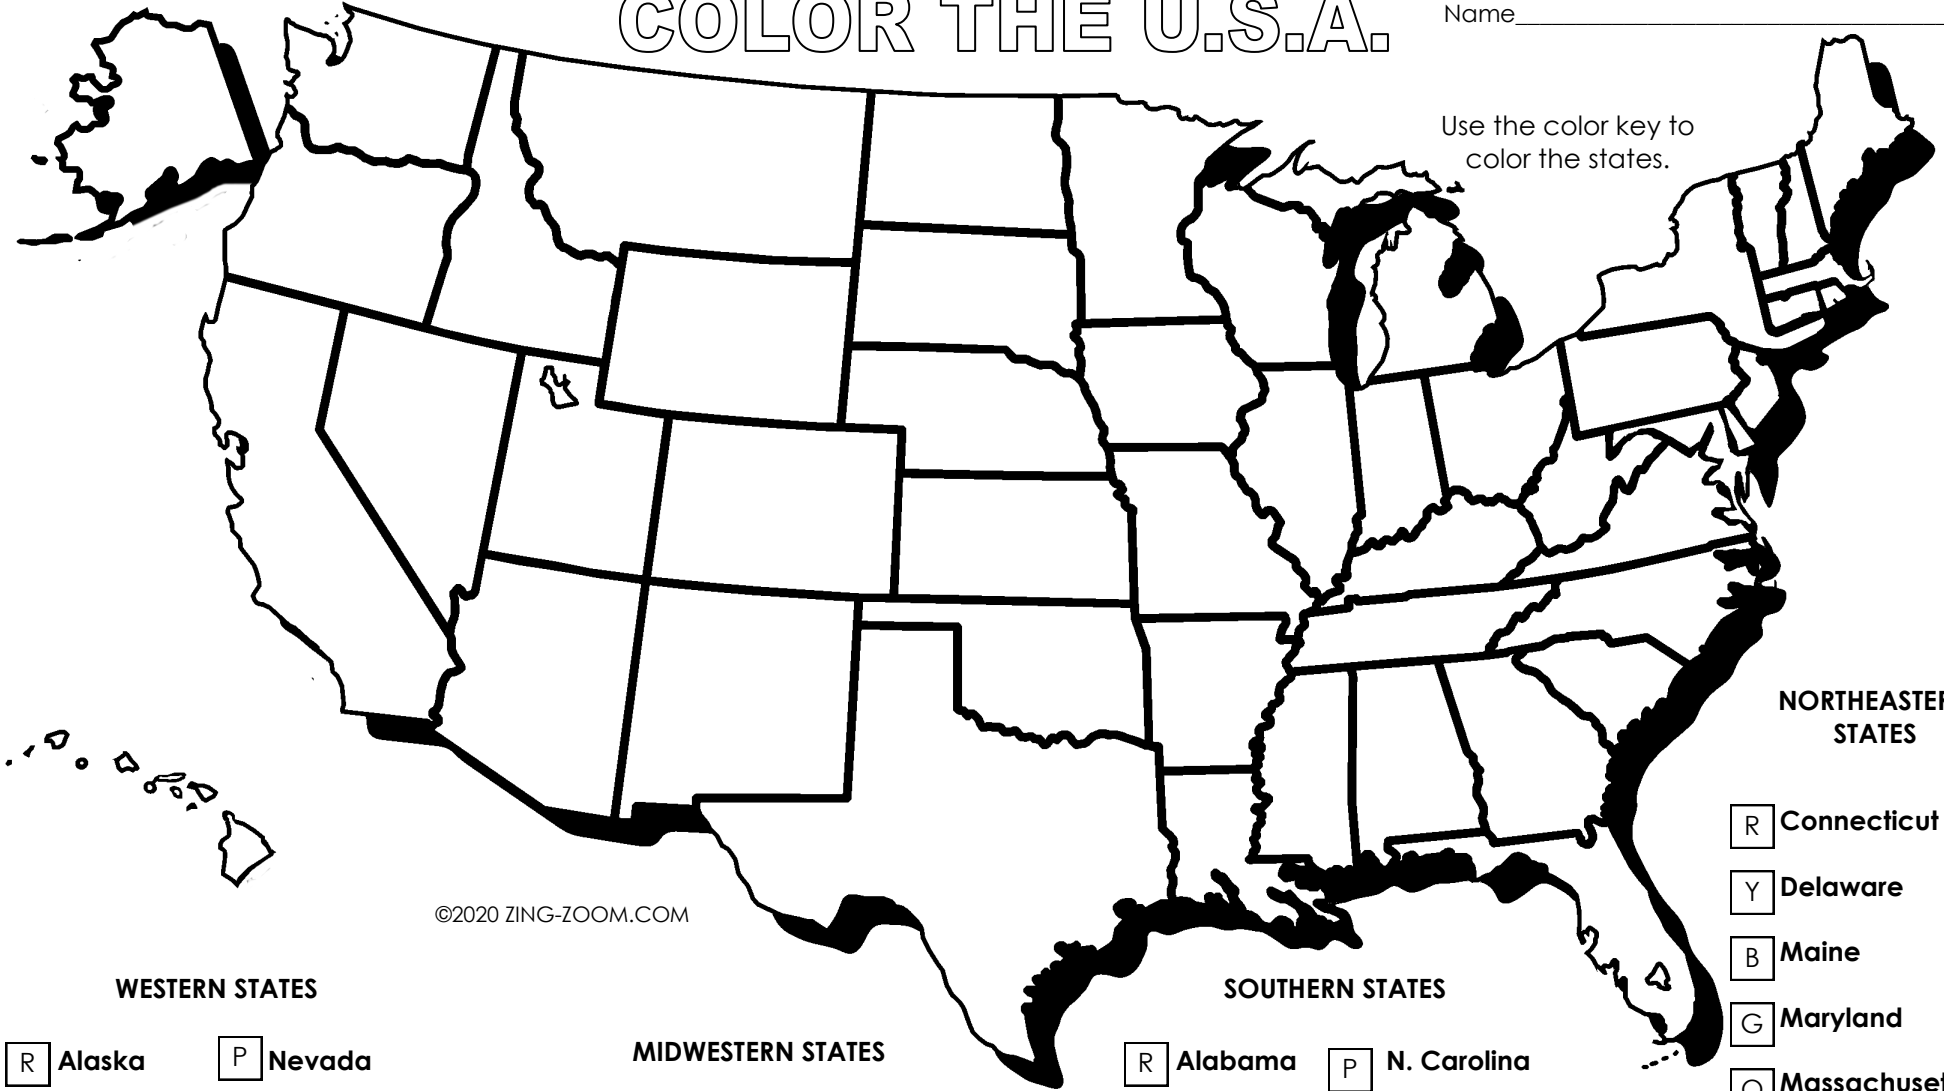 COLOR THE U.S.A.
Name
Use the color key to
color the states.
NORTHEASTER
STATES
R Connecticut
Y Delaware
B Maine
G Maryland
O Massachuset
©2020 ZING-ZOOM.COM
WESTERN STATES
R Alaska
P Nevada
MIDWESTERN STATES
SOUTHERN STATES
R Alabama
P N. Carolina